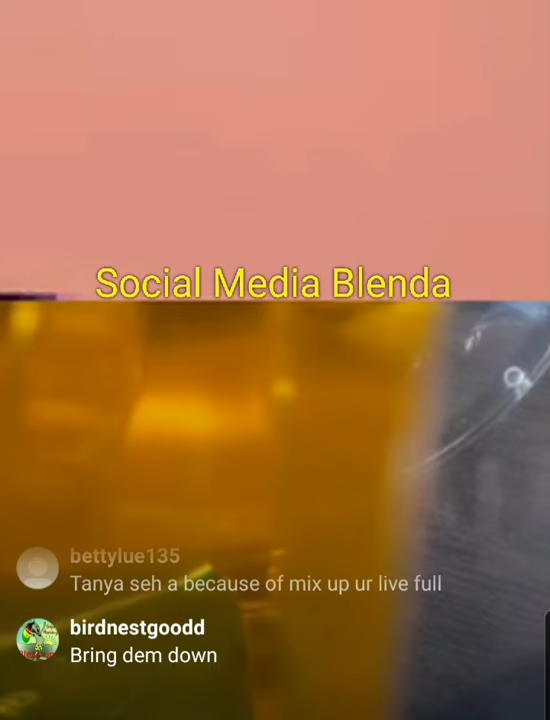 Social Media Blenda
bettylue135
Tanya seh a because of mix up ur live full
birdnestgoodd
Bring dem down